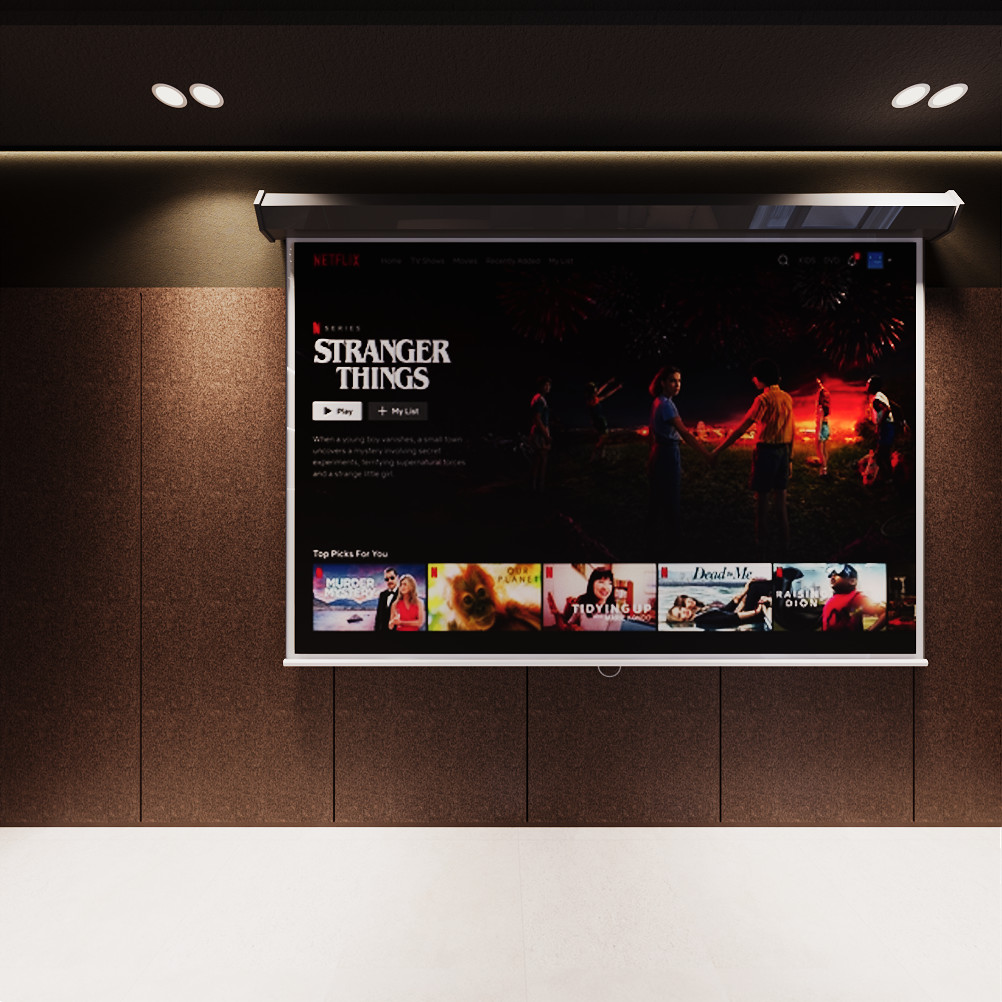 NETFLIX
Home TV Shows Movies Recently Added My List
KIDS DVD
N SERIES
STRANGER
THINGS
Play + My List
When a young boy vanishes, a small town
uncovers a mystery involving secret
experiments, terrifying supernatural forces
and a strange little girl.
Top Picks For You
N
MURDER
MYSTERY
N
OUR
PLANET
N
TIDYING UP
WITH MARIE KONDO
N
Dead to Me
N
RAISING
DION